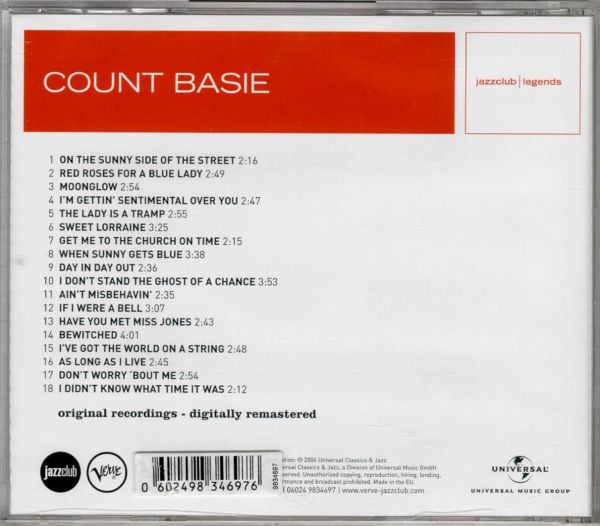 COUNT BASIE
jazzclub | legends
1 ON THE SUNNY SIDE OF THE STREET 2:16
2 RED ROSES FOR A BLUE LADY 2:49
3 MOONGLOW 2:54
4 I'M GETTIN' SENTIMENTAL OVER YOU 2:47
5 THE LADY IS A TRAMP 2:55
6 SWEET LORRAINE 3:25
7 GET ME TO THE CHURCH ON TIME 2:15
8 WHEN SUNNY GETS BLUE 3:38
9 DAY IN DAY OUT 2:36
10 I DON'T STAND THE GHOST OF A CHANCE 3:53
11 AIN'T MISBEHAVIN' 2:35
12 IF I WERE A BELL 3:07
13 HAVE YOU MET MISS JONES 2:43
14 BEWITCHED 4:01
15 I'VE GOT THE WORLD ON A STRING 2:48
16 AS LONG AS I LIVE 2:45
17 DON'T WORRY 'BOUT ME 2:54
18 I DIDN'T KNOW WHAT TIME IT WAS 2:12
original recordings - digitally remastered
jazzclub
Verve
0 602498 346976
9834697
© 2006 Universal Classics & Jazz
Universal Classics & Jazz, a Division of Universal Music GmbH.
reserved. Unauthorized copying, reproduction, hiring, lending,
performance and broadcast prohibited. Made in the EU.
| 06024 9834697 | www.verve-jazzclub.com
UNIVERSAL
UNIVERSAL MUSIC GROUP